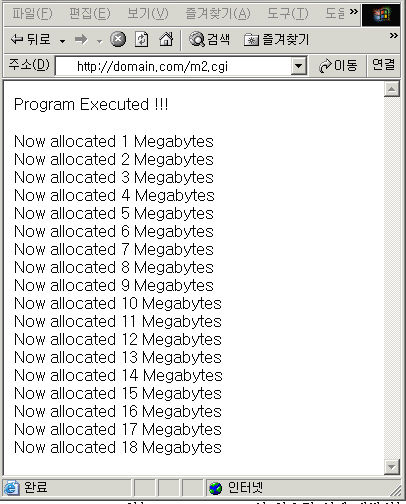 파일(F) 편집(E) 보기(V) 즐겨찾기(A) 도구(T) »
뒤로 검색 즐겨찾기 »
주소(D) http://domain.com/m2.cgi 이동 연결
Program Executed !!!
Now allocated 1 Megabytes
Now allocated 2 Megabytes
Now allocated 3 Megabytes
Now allocated 4 Megabytes
Now allocated 5 Megabytes
Now allocated 6 Megabytes
Now allocated 7 Megabytes
Now allocated 8 Megabytes
Now allocated 9 Megabytes
Now allocated 10 Megabytes
Now allocated 11 Megabytes
Now allocated 12 Megabytes
Now allocated 13 Megabytes
Now allocated 14 Megabytes
Now allocated 15 Megabytes
Now allocated 16 Megabytes
Now allocated 17 Megabytes
Now allocated 18 Megabytes
완료 인터넷